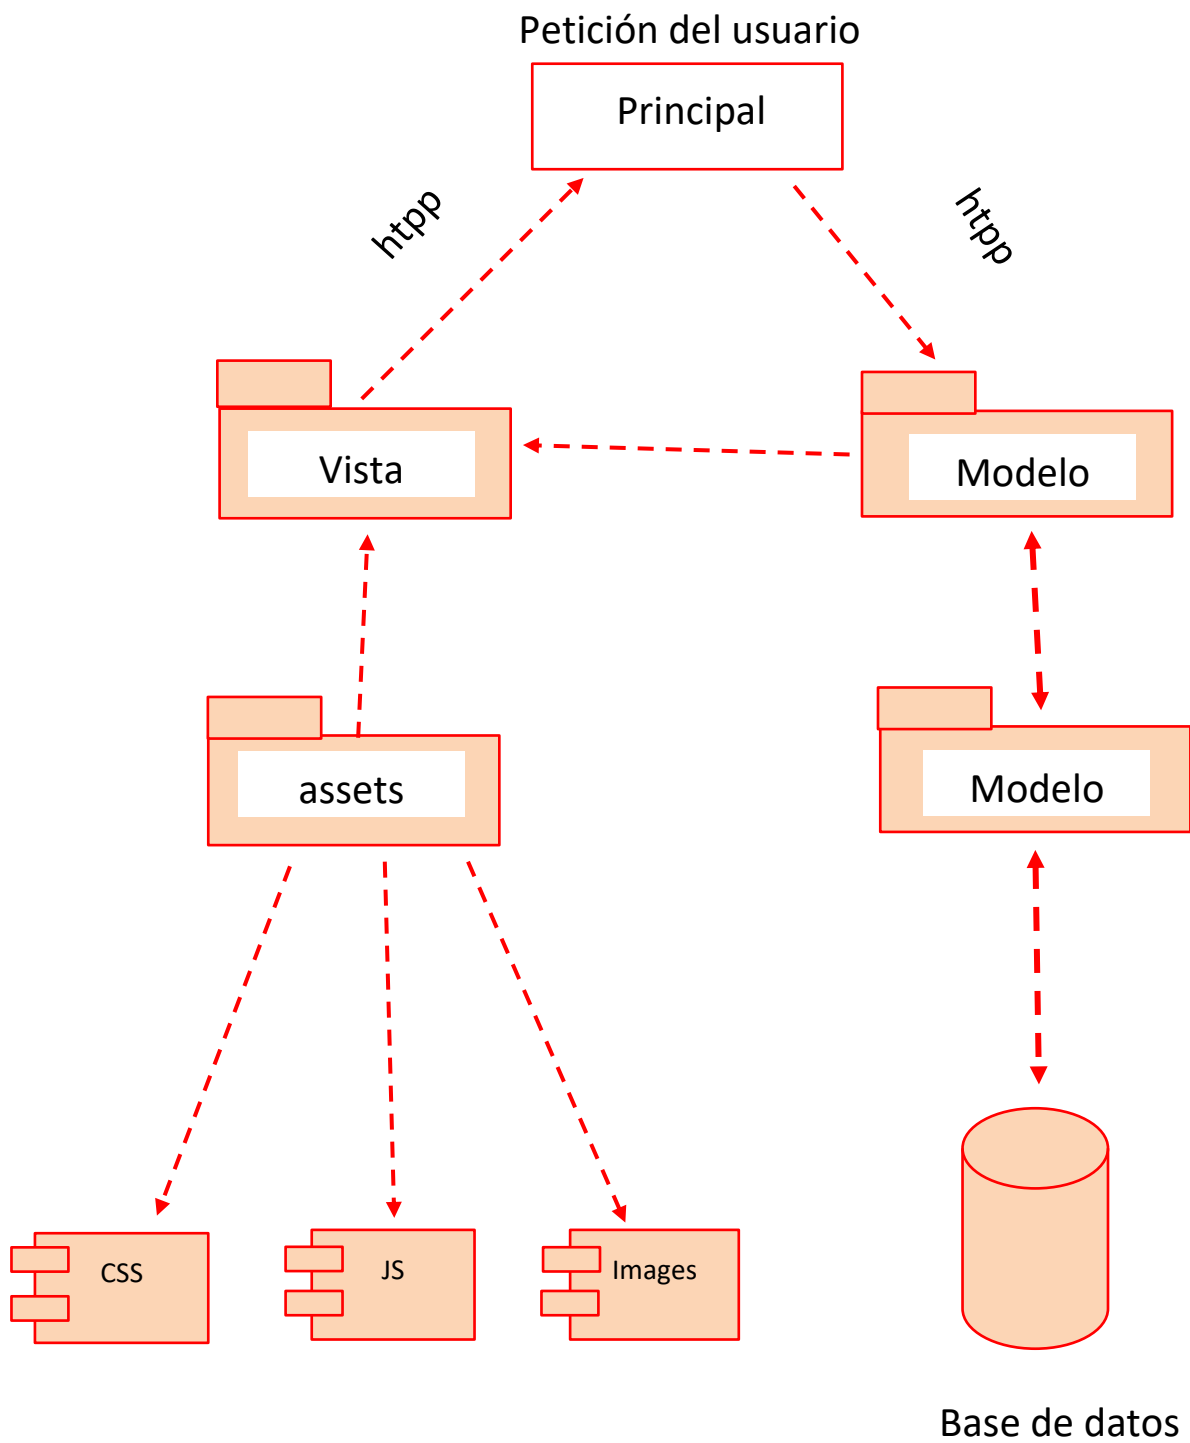 Petición del usuario
Principal
htpp
htpp
Vista
Modelo
assets
Modelo
CSS
JS
Images
Base de datos